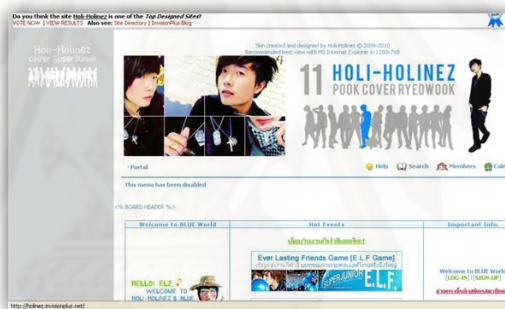 Do you think the site Holi-Holinez is one of the Top Designed Sites?
VOTE NOW | VIEW RESULTS Also see: Site Directory | InvisionPlus Blog
Holi-Holinez
cover Super Junior
Skin created and designed by Holi-Holinez © 2009-2010
Recommended best view with MS Internet Explorer in 1280x768
11 HOLI-HOLINEZ
POOK COVER RYEOWOOK
Portal
Help Search Members
This menu has been disabled
<% BOARD HEADER %>
Welcome to BLUE World
Hot Events
Important Info.
Ever Lasting Friends Game [E.L.F Game]
SUPERJUNIOR E.L.F.
HELLO! ELZ
WELCOME TO
HOLI-HOLINEZ & BLUE
Welcome to BLUE World
[LOG-IN] [SIGN-UP]
http://holinez.invisionplus.net/